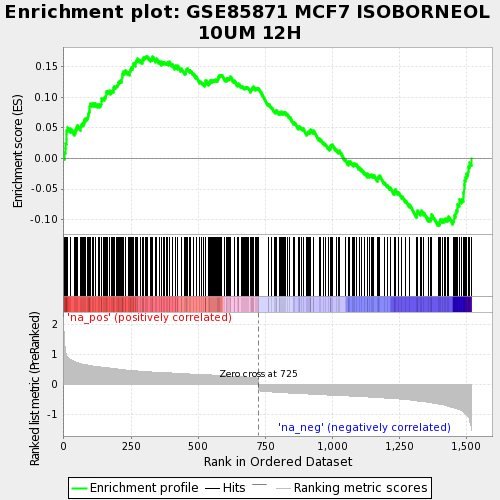 Enrichment plot: GSE85871 MCF7 ISOBORNEOL
10UM 12H
Enrichment score (ES)
0.15
0.10
0.05
0.00
-0.05
-0.10
Ranked list metric (PreRanked)
'na_pos' (positively correlated)
2
1
0
-1
Zero cross at 725
'na_neg' (negatively correlated)
0
250
500
750
1,000
1,250
1,500
Rank in Ordered Dataset
Enrichment profile
Hits
Ranking metric scores